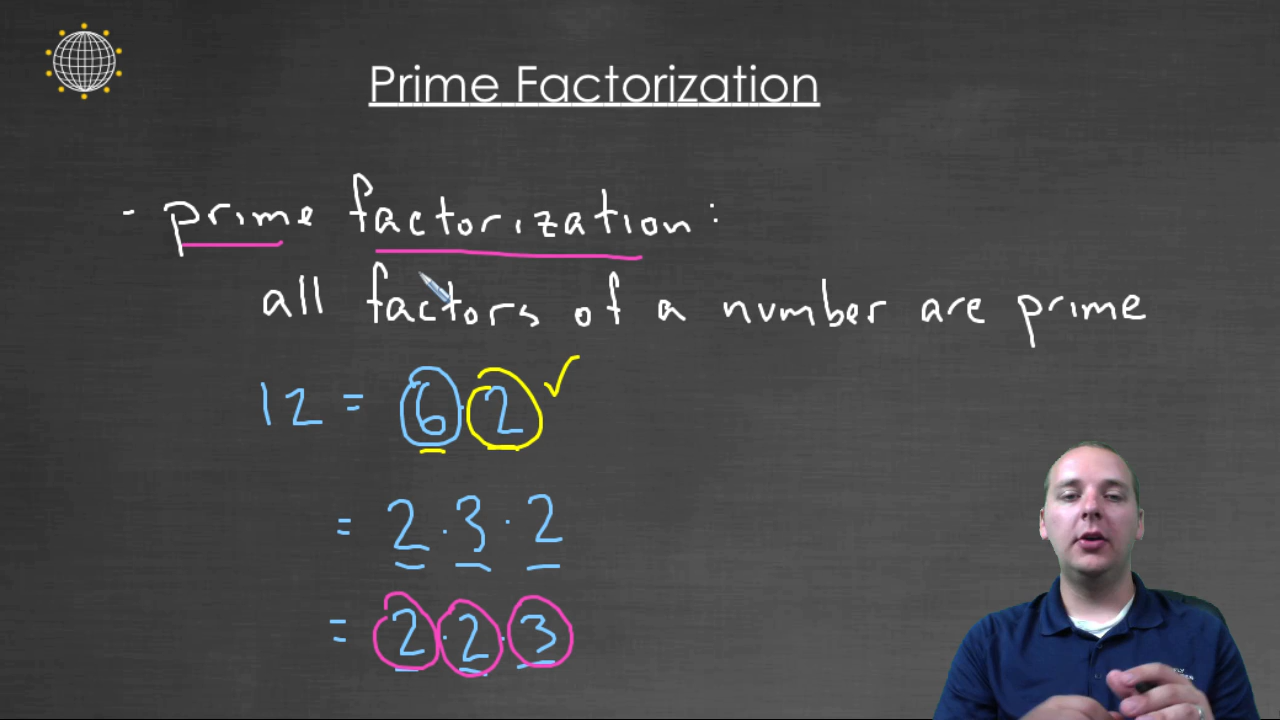 Prime Factorization
- prime factorization:
all factors of a number are prime
12 = 6 · 2 ✓
= 2 · 3 · 2
= 2 · 2 · 3